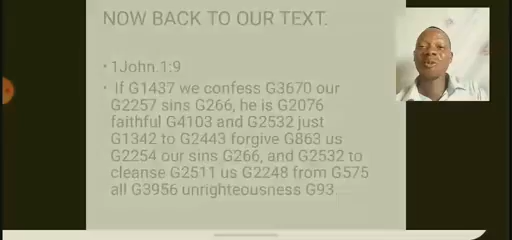 NOW BACK TO OUR TEXT.
• 1John.1:9
• If G1437 we confess G3670 our
G2257 sins G266, he is G2076
faithful G4103 and G2532 just
G1342 to G2443 forgive G863 us
G2254 our sins G266, and G2532 to
cleanse G2511 us G2248 from G575
all G3956 unrighteousness G93